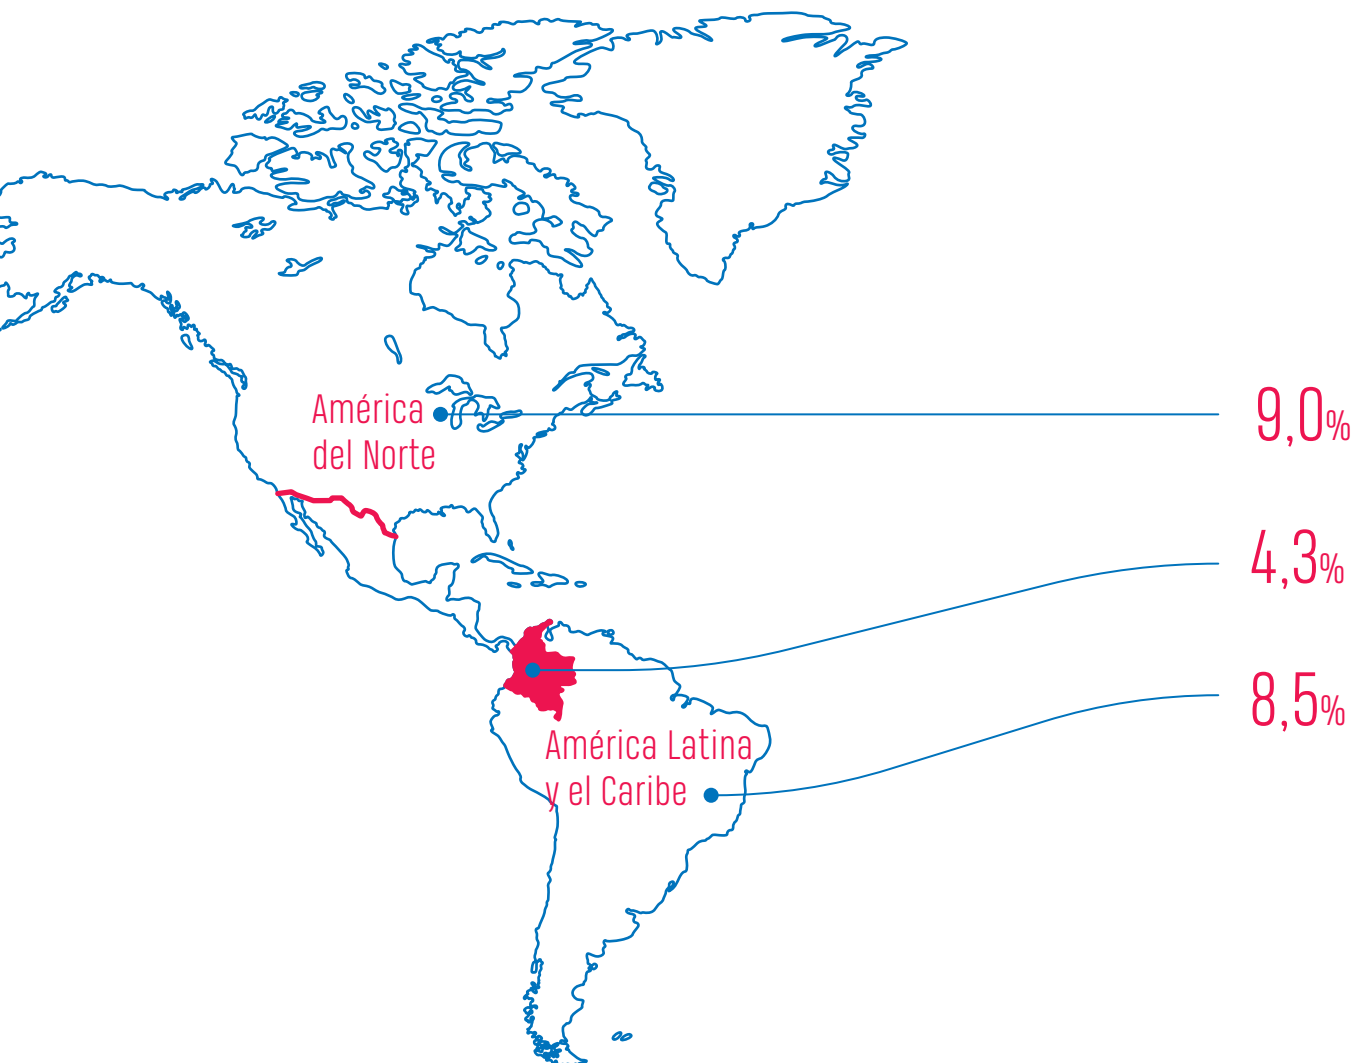 América
del Norte
9,0%
4,3%
América Latina
y el Caribe
8,5%